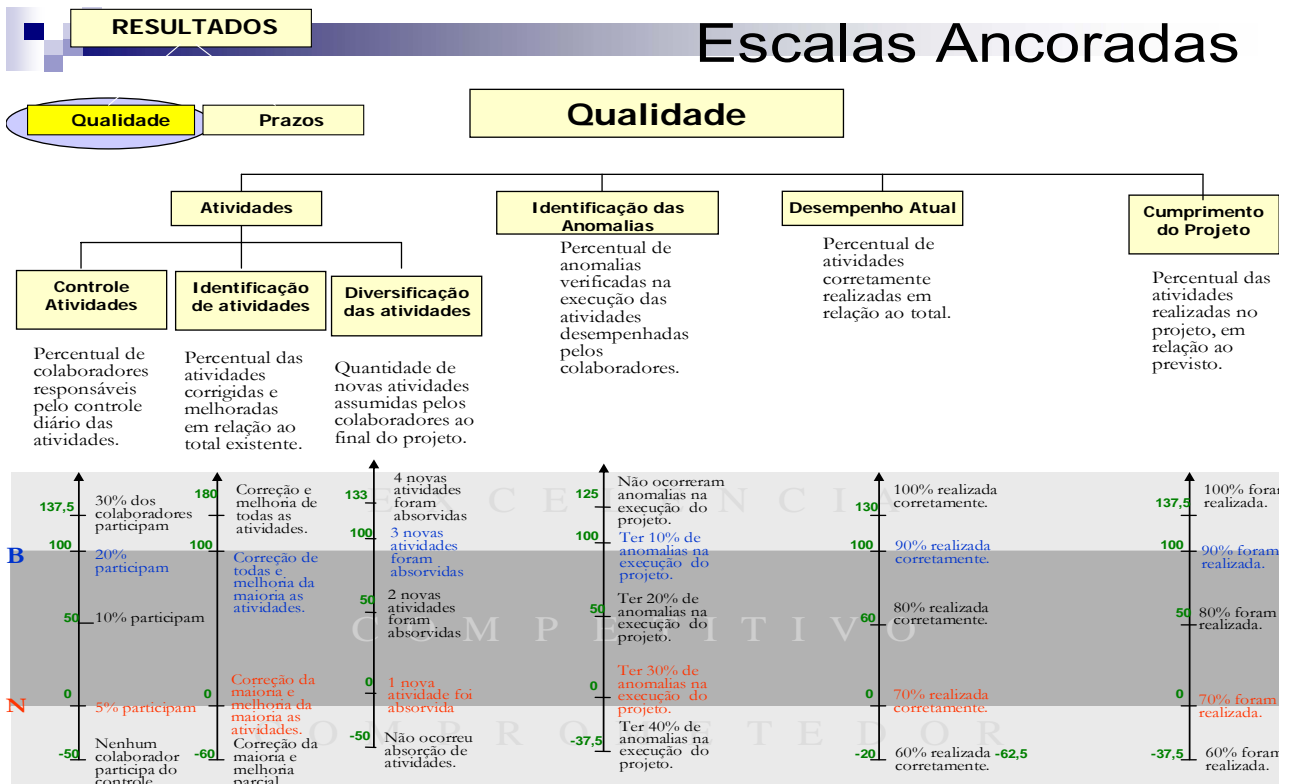 RESULTADOS
Escalas Ancoradas
Qualidade
Prazos
Qualidade
Atividades
Identificação das
Anomalias
Desempenho Atual
Cumprimento
do Projeto
Percentual de
anomalias
verificadas na
execução das
atividades
desempenhadas
pelos
colaboradores.
Percentual de
atividades
corretamente
realizadas em
relação ao total.
Percentual das
atividades
realizadas no
projeto, em
relação ao
previsto.
Controle
Atividades
Identificação
de atividades
Diversificação
das atividades
Percentual de
colaboradores
responsáveis
pelo controle
diário das
atividades.
Percentual das
atividades
corrigidas e
melhoradas
em relação ao
total existente.
Quantidade de
novas atividades
assumidas pelos
colaboradores ao
final do projeto.
EXCELENCIA
COMPETITIVO
COMPROMETEDOR
B
N
137,5
30% dos
colaboradores
participam
100
20%
participam
50
10% participam
0
5% participam
-50
Nenhum
colaborador
participa do
controle
180
Correção e
melhoria de
todas as
atividades.
100
Correção de
todas e
melhoria da
maioria as
atividades.
0
Correção da
maioria e
melhoria da
maioria as
atividades.
-60
Correção da
maioria e
melhoria
parcial
133
4 novas
atividades
foram
absorvidas
100
3 novas
atividades
foram
absorvidas
50
2 novas
atividades
foram
absorvidas
0
1 nova
atividade foi
absorvida
-50
Não ocorreu
absorção de
atividades.
125
Não ocorreram
anomalias na
execução do
projeto.
100
Ter 10% de
anomalias na
execução do
projeto.
50
Ter 20% de
anomalias na
execução do
projeto.
0
Ter 30% de
anomalias na
execução do
projeto.
-37,5
Ter 40% de
anomalias na
execução do
projeto.
130
100% realizada
corretamente.
100
90% realizada
corretamente.
60
80% realizada
corretamente.
0
70% realizada
corretamente.
-20
60% realizada -62,5
corretamente.
137,5
100% foram
realizada.
100
90% foram
realizada.
50
80% foram
realizada.
0
70% foram
realizada.
-37,5
60% foram
realizada.